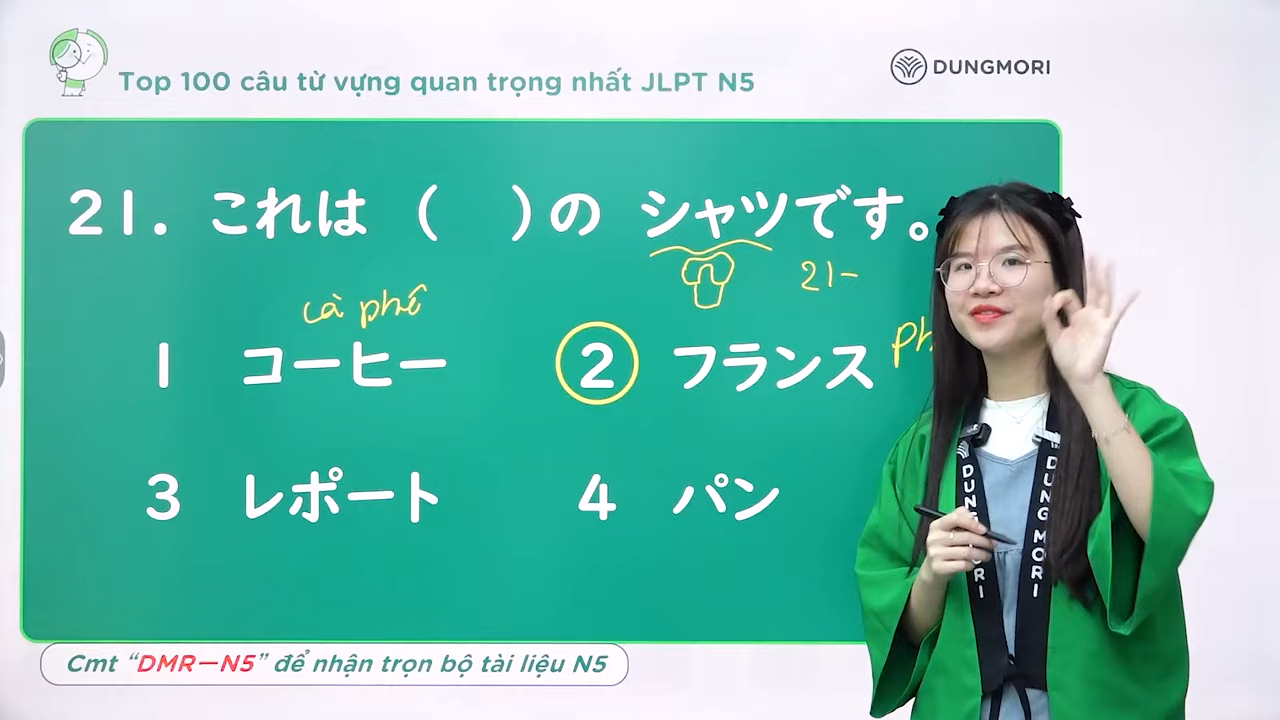 Top 100 câu từ vựng quan trọng nhất JLPT N5
DUNGMORI
21. これは ( )の シャツです。
21-
cà phê
1 コーヒー 2 フランス
3 レポート 4 パン
DUNGMORI
DUNG MORI
Cmt “DMR–N5” để nhận trọn bộ tài liệu N5